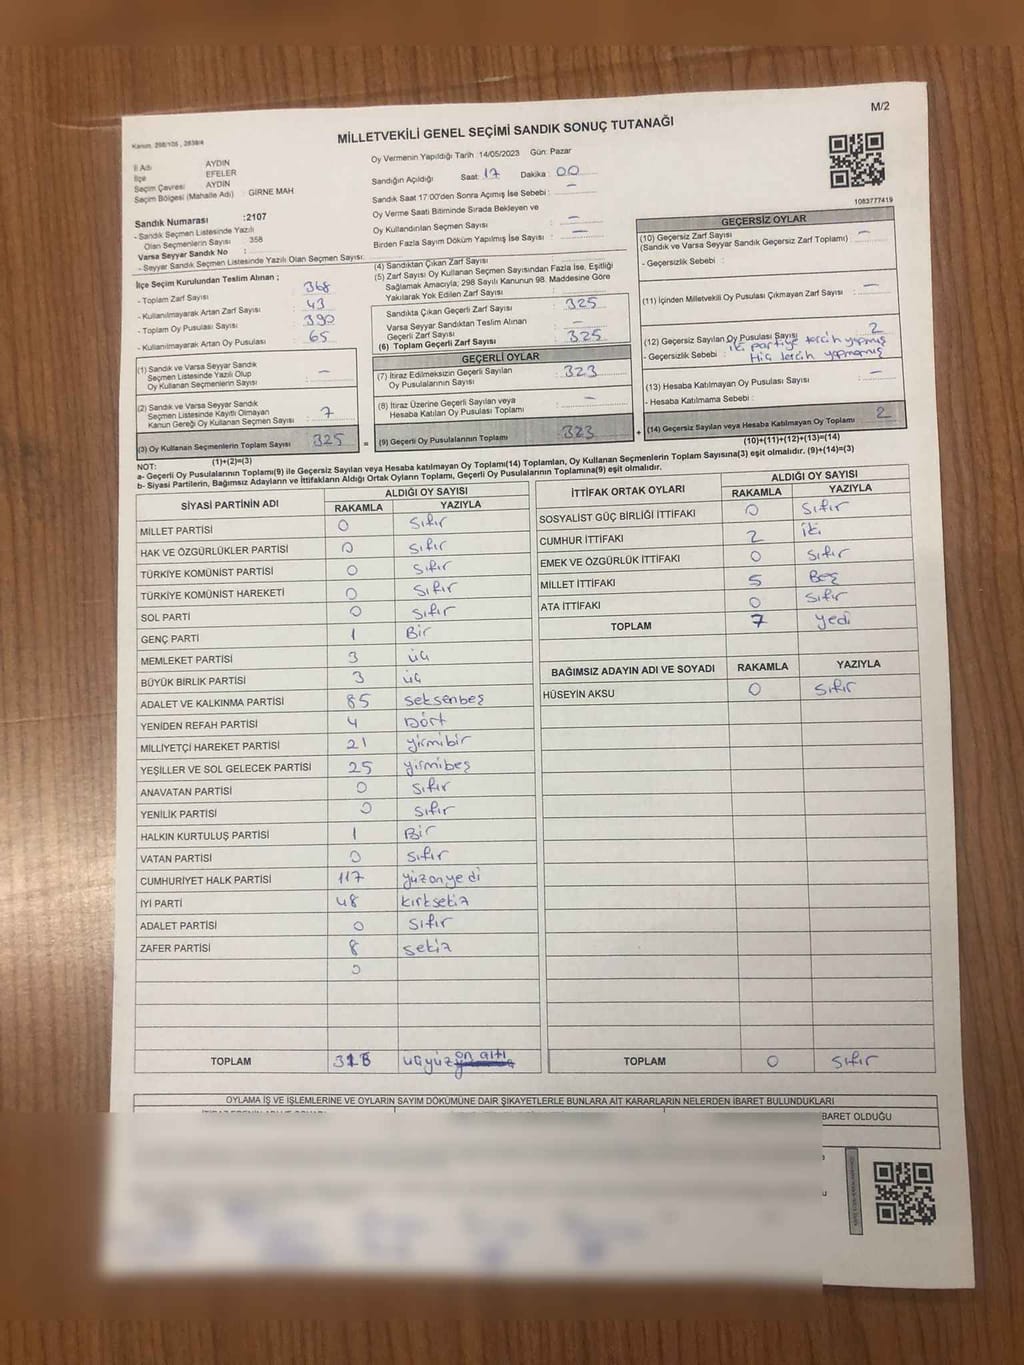 M/2
Kanun. 298/105 , 2839/4
MİLLETVEKİLİ GENEL SEÇİMİ SANDIK SONUÇ TUTANAĞI
İl Adı AYDIN
İlçe EFELER
Seçim Çevresi AYDIN
Seçim Bölgesi (Mahalle Adı) : GİRNE MAH
Sandık Numarası :2107
- Sandık Seçmen Listesinde Yazılı
Olan Seçmenlerin Sayısı 358
Varsa Seyyar Sandık No :
- Seyyar Sandık Seçmen Listesinde Yazılı Olan Seçmen Sayısı:
Oy Vermenin Yapıldığı Tarih :14/05/2023 Gün: Pazar
Sandığın Açıldığı Saat: 17 Dakika : 00
Sandık Saat 17:00'den Sonra Açımış İse Sebebi : —
Oy Verme Saati Bitiminde Sırada Bekleyen ve
Oy Kullandırılan Seçmen Sayısı : —
Birden Fazla Sayım Döküm Yapılmış İse Sayısı : —
1083777419
İlçe Seçim Kurulundan Teslim Alınan ;
- Toplam Zarf Sayısı : 368
- Kullanılmayarak Artan Zarf Sayısı : 43
- Toplam Oy Pusulası Sayısı : 390
- Kullanılmayarak Artan Oy Pusulası : 65
(1) Sandık ve Varsa Seyyar Sandık
Seçmen Listesinde Yazılı Olup
Oy Kullanan Seçmenlerin Sayısı : —
(2) Sandık ve Varsa Seyyar Sandık
Seçmen Listesinde Kayıtlı Olmayan
Kanun Gereği Oy Kullanan Seçmen Sayısı : 7
(3) Oy Kullanan Seçmenlerin Toplam Sayısı 325 =
(1)+(2)=(3)
(4) Sandıktan Çıkan Zarf Sayısı :
(5) Zarf Sayısı Oy Kullanan Seçmen Sayısından Fazla İse, Eşitliği
Sağlamak Amacıyla; 298 Sayılı Kanunun 98. Maddesine Göre
Yakılarak Yok Edilen Zarf Sayısı :
Sandıkta Çıkan Geçerli Zarf Sayısı : 325
Varsa Seyyar Sandıktan Teslim Alınan
Geçerli Zarf Sayısı : —
(6) Toplam Geçerli Zarf Sayısı : 325
GEÇERLİ OYLAR
(7) İtiraz Edilmeksizin Geçerli Sayılan
Oy Pusulalarının Sayısı : 323
(8) İtiraz Üzerine Geçerli Sayılan veya
Hesaba Katılan Oy Pusulası Toplamı : —
(9) Geçerli Oy Pusulalarının Toplamı 323 +
GEÇERSİZ OYLAR
(10) Geçersiz Zarf Sayısı
(Sandık ve Varsa Seyyar Sandık Geçersiz Zarf Toplamı) : —
- Geçersizlik Sebebi :
(11) İçinden Milletvekili Oy Pusulası Çıkmayan Zarf Sayısı : —
(12) Geçersiz Sayılan Oy Pusulası Sayısı : 2
- Geçersizlik Sebebi : iki partiye tercih yapmış
Hiç tercih yapmamış
(13) Hesaba Katılmayan Oy Pusulası Sayısı : —
- Hesaba Katılmama Sebebi :
(14) Geçersiz Sayılan veya Hesaba Katılmayan Oy Toplamı 2
(10)+(11)+(12)+(13)=(14)
NOT:
a- Geçerli Oy Pusulalarının Toplamı(9) ile Geçersiz Sayılan veya Hesaba katılmayan Oy Toplamı(14) Toplamları, Oy Kullanan Seçmenlerin Toplam Sayısına(3) eşit olmalıdır. (9)+(14)=(3)
b- Siyasi Partilerin, Bağımsız Adayların ve İttifakların Aldığı Ortak Oyların Toplamı, Geçerli Oy Pusulalarının Toplamına(9) eşit olmalıdır.
SİYASİ PARTİNİN ADI ALDIĞI OY SAYISI
RAKAMLA YAZIYLA
MİLLET PARTİSİ 0 sıfır
HAK VE ÖZGÜRLÜKLER PARTİSİ 0 sıfır
TÜRKİYE KOMÜNİST PARTİSİ 0 sıfır
TÜRKİYE KOMÜNİST HAREKETİ 0 sıfır
SOL PARTİ 0 sıfır
GENÇ PARTİ 1 Bir
MEMLEKET PARTİSİ 3 üç
BÜYÜK BİRLİK PARTİSİ 3 üç
ADALET VE KALKINMA PARTİSİ 85 seksenbeş
YENİDEN REFAH PARTİSİ 4 Dört
MİLLİYETÇİ HAREKET PARTİSİ 21 yirmibir
YEŞİLLER VE SOL GELECEK PARTİSİ 25 yirmibeş
ANAVATAN PARTİSİ 0 sıfır
YENİLİK PARTİSİ 0 sıfır
HALKIN KURTULUŞ PARTİSİ 1 Bir
VATAN PARTİSİ 0 sıfır
CUMHURİYET HALK PARTİSİ 117 yüzonyedi
İYİ PARTİ 48 kırksekiz
ADALET PARTİSİ 0 sıfır
ZAFER PARTİSİ 8 sekiz
0
TOPLAM 316 üçyüz on altı
İTTİFAK ORTAK OYLARI ALDIĞI OY SAYISI
RAKAMLA YAZIYLA
SOSYALİST GÜÇ BİRLİĞİ İTTİFAKI 0 sıfır
CUMHUR İTTİFAKI 2 iki
EMEK VE ÖZGÜRLÜK İTTİFAKI 0 sıfır
MİLLET İTTİFAKI 5 Beş
ATA İTTİFAKI 0 sıfır
TOPLAM 7 yedi
BAĞIMSIZ ADAYIN ADI VE SOYADI RAKAMLA YAZIYLA
HÜSEYİN AKSU 0 sıfır
TOPLAM 0 sıfır
OYLAMA İŞ VE İŞLEMLERİNE VE OYLARIN SAYIM DÖKÜMÜNE DAİR ŞİKAYETLERLE BUNLARA AİT KARARLARIN NELERDEN İBARET BULUNDUKLARI
BARET OLDUĞU